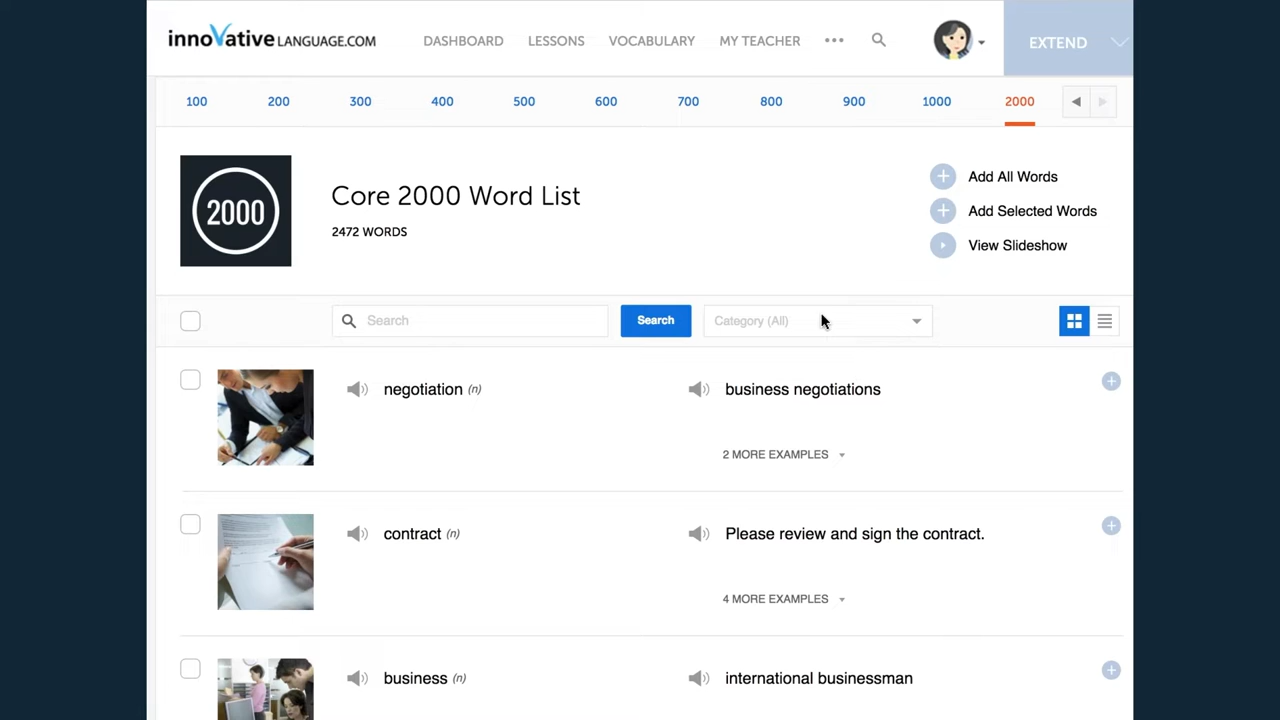 innoVative LANGUAGE.COM
DASHBOARD LESSONS VOCABULARY MY TEACHER ••• EXTEND
100 200 300 400 500 600 700 800 900 1000 2000
2000
Core 2000 Word List
2472 WORDS
Add All Words
Add Selected Words
View Slideshow
Search Search Category (All)
negotiation (n) business negotiations
2 MORE EXAMPLES
contract (n) Please review and sign the contract.
4 MORE EXAMPLES
business (n) international businessman